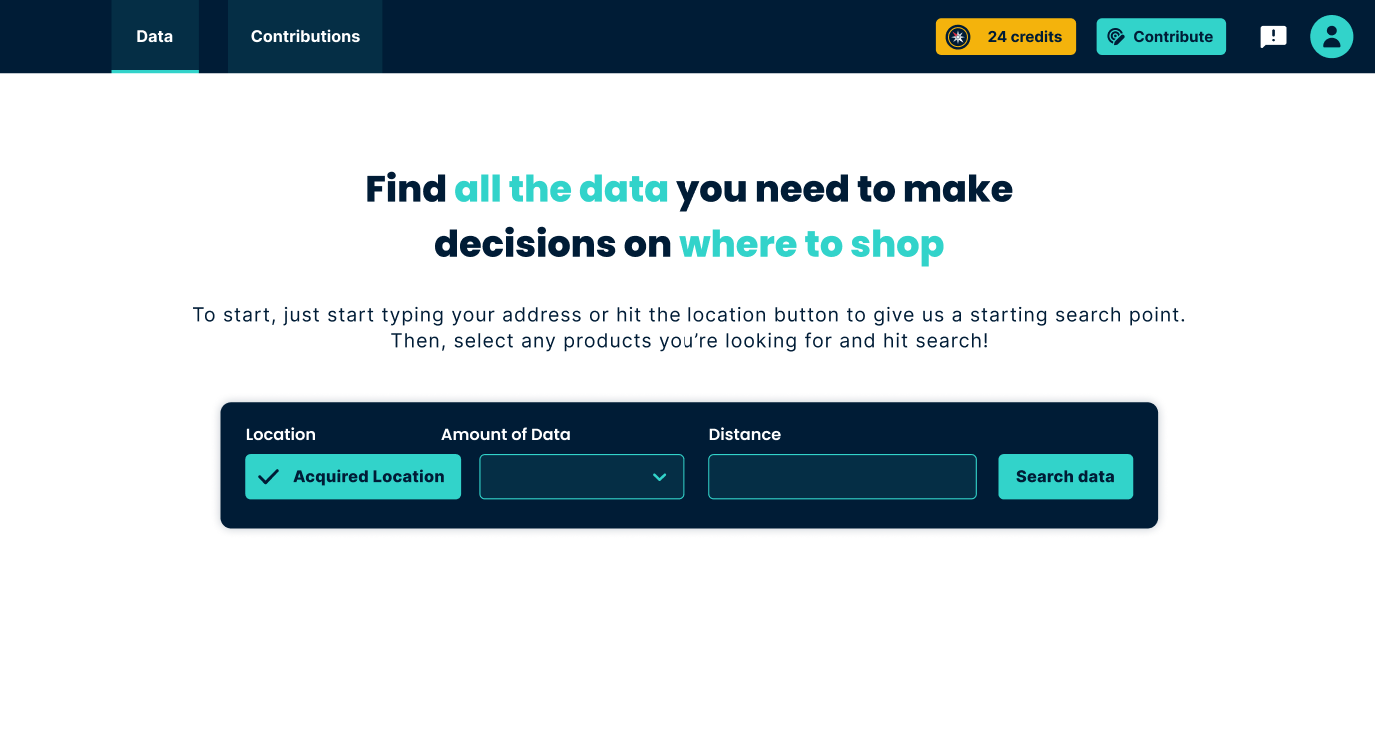 Data
Contributions
24 credits
Contribute
Find all the data you need to make
decisions on where to shop
To start, just start typing your address or hit the location button to give us a starting search point.
Then, select any products you’re looking for and hit search!
Location
Amount of Data
Distance
Acquired Location
Search data